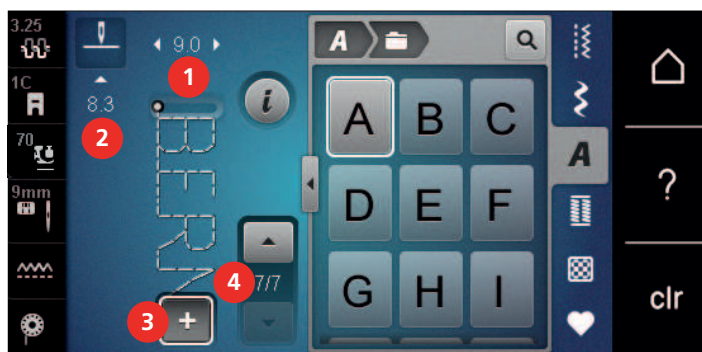 3.25
1C
70
9mm
9.0
1
8.3
2
i
BERN
4
7/7
3
+
A
A B C
D E F
G H I
A
?
clr